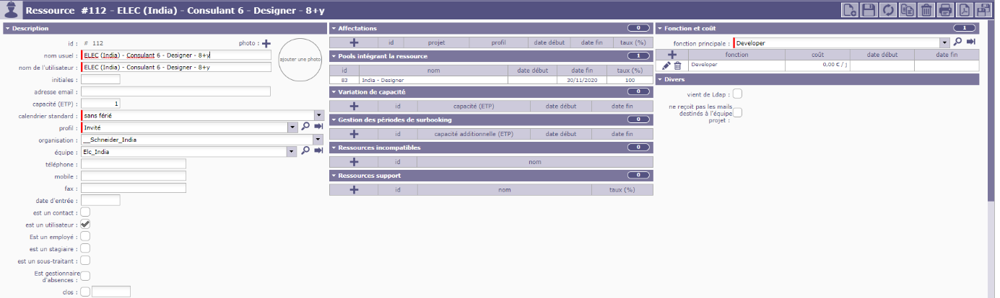 Ressource #112 - ELEC (India) - Consulant 6 - Designer - 8+y
Description
id : # 112 photo :
ajouter une photo
nom usuel : ELEC (India) - Consulant 6 - Designer - 8+y
nom de l'utilisateur : ELEC (India) - Consulant 6 - Designer - 8+y
initiales :
adresse email :
capacité (ETP) : 1
calendrier standard : sans férié
profil : Invité
organisation : __Schneider_India
équipe : Elc_India
téléphone :
mobile :
fax :
date d'entrée :
est un contact :
est un utilisateur :
Est un employé :
est un stagiaire :
est un sous-traitant :
Est gestionnaire
d'absences :
clos :
Affectations 0
id projet profil date début date fin taux (%)
Pools intégrant la ressource 1
id nom date début date fin taux (%)
83 India - Designer 30/11/2020 100
Variation de capacité 0
id capacité (ETP) date début date fin
Gestion des périodes de surbooking 0
id capacité additionnelle (ETP) date début date fin
Ressources incompatibles 0
id nom
Ressources support 0
id nom taux (%)
Fonction et coût 1
fonction principale : Developer
fonction coût date début date fin
Developer 0,00 € / j
Divers
vient de Ldap :
ne reçoit pas les mails
destinés à l'équipe
projet :